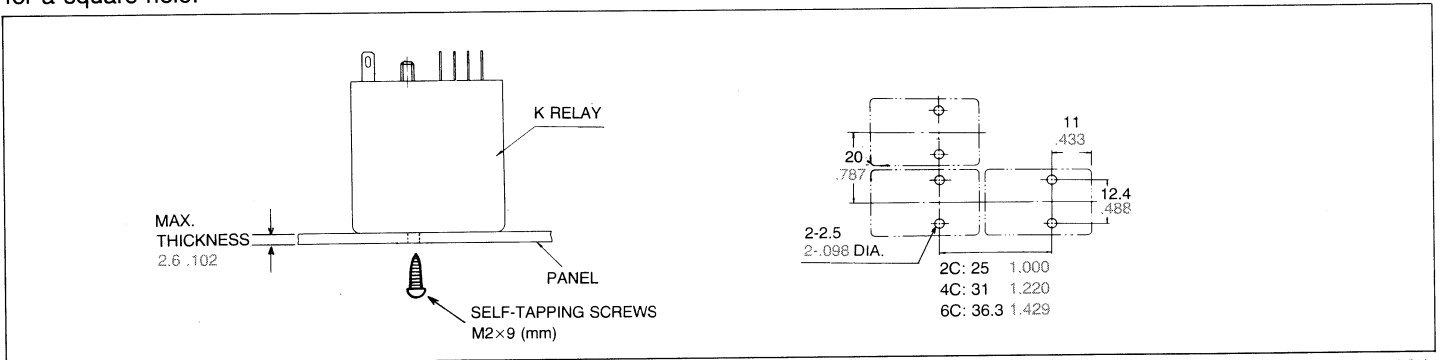 for a square hole.
K RELAY
MAX.
THICKNESS
2.6 .102
PANEL
SELF-TAPPING SCREWS
M2×9 (mm)
11
.433
20
.787
12.4
.488
2-2.5
2-.098 DIA.
2C: 25 1.000
4C: 31 1.220
6C: 36.3 1.429